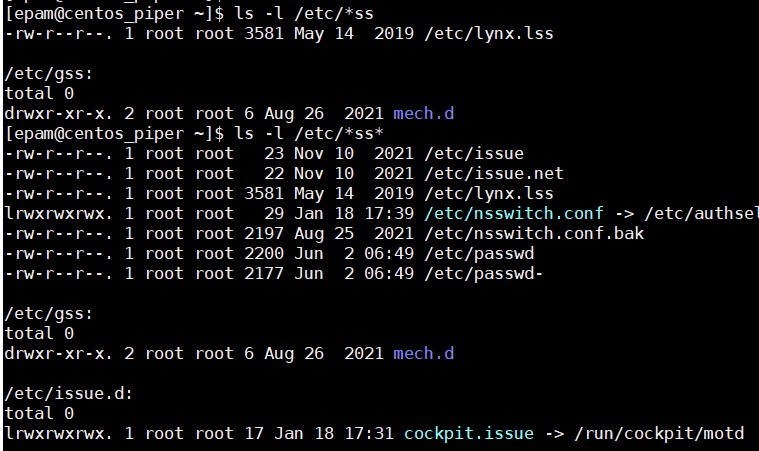 [epam@centos_piper ~]$ ls -l /etc/*ss
-rw-r--r--. 1 root root 3581 May 14  2019 /etc/lynx.lss

/etc/gss:
total 0
drwxr-xr-x. 2 root root 6 Aug 26  2021 mech.d
[epam@centos_piper ~]$ ls -l /etc/*ss*
-rw-r--r--. 1 root root   23 Nov 10  2021 /etc/issue
-rw-r--r--. 1 root root   22 Nov 10  2021 /etc/issue.net
-rw-r--r--. 1 root root 3581 May 14  2019 /etc/lynx.lss
lrwxrwxrwx. 1 root root   29 Jan 18 17:39 /etc/nsswitch.conf -> /etc/authsel
-rw-r--r--. 1 root root 2197 Aug 25  2021 /etc/nsswitch.conf.bak
-rw-r--r--. 1 root root 2200 Jun  2 06:49 /etc/passwd
-rw-r--r--. 1 root root 2177 Jun  2 06:49 /etc/passwd-

/etc/gss:
total 0
drwxr-xr-x. 2 root root 6 Aug 26  2021 mech.d

/etc/issue.d:
total 0
lrwxrwxrwx. 1 root root 17 Jan 18 17:31 cockpit.issue -> /run/cockpit/motd